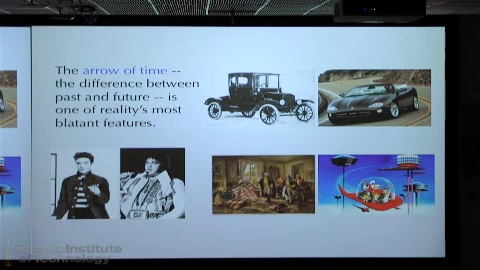 The arrow of time --
the difference between
past and future -- is
one of reality's most
blatant features.
Georgia Institute
of Technology